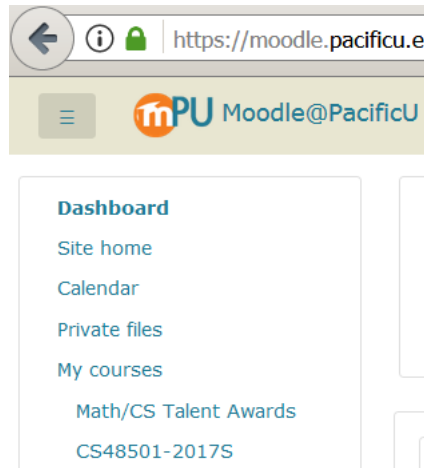 https://moodle.pacificu.e
mPU Moodle@PacificU
Dashboard
Site home
Calendar
Private files
My courses
Math/CS Talent Awards
CS48501-2017S